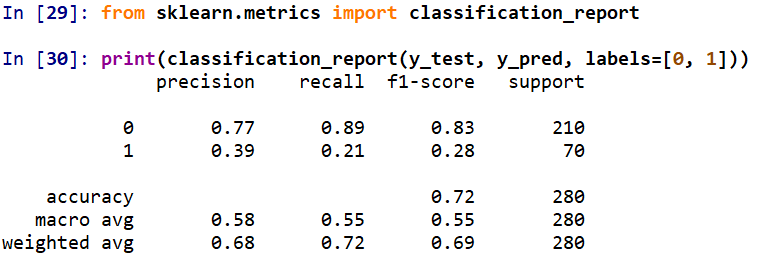 In [29]: from sklearn.metrics import classification_report
In [30]: print(classification_report(y_test, y_pred, labels=[0, 1]))
precision recall f1-score support
0 0.77 0.89 0.83 210
1 0.39 0.21 0.28 70
accuracy 0.72 280
macro avg 0.58 0.55 0.55 280
weighted avg 0.68 0.72 0.69 280